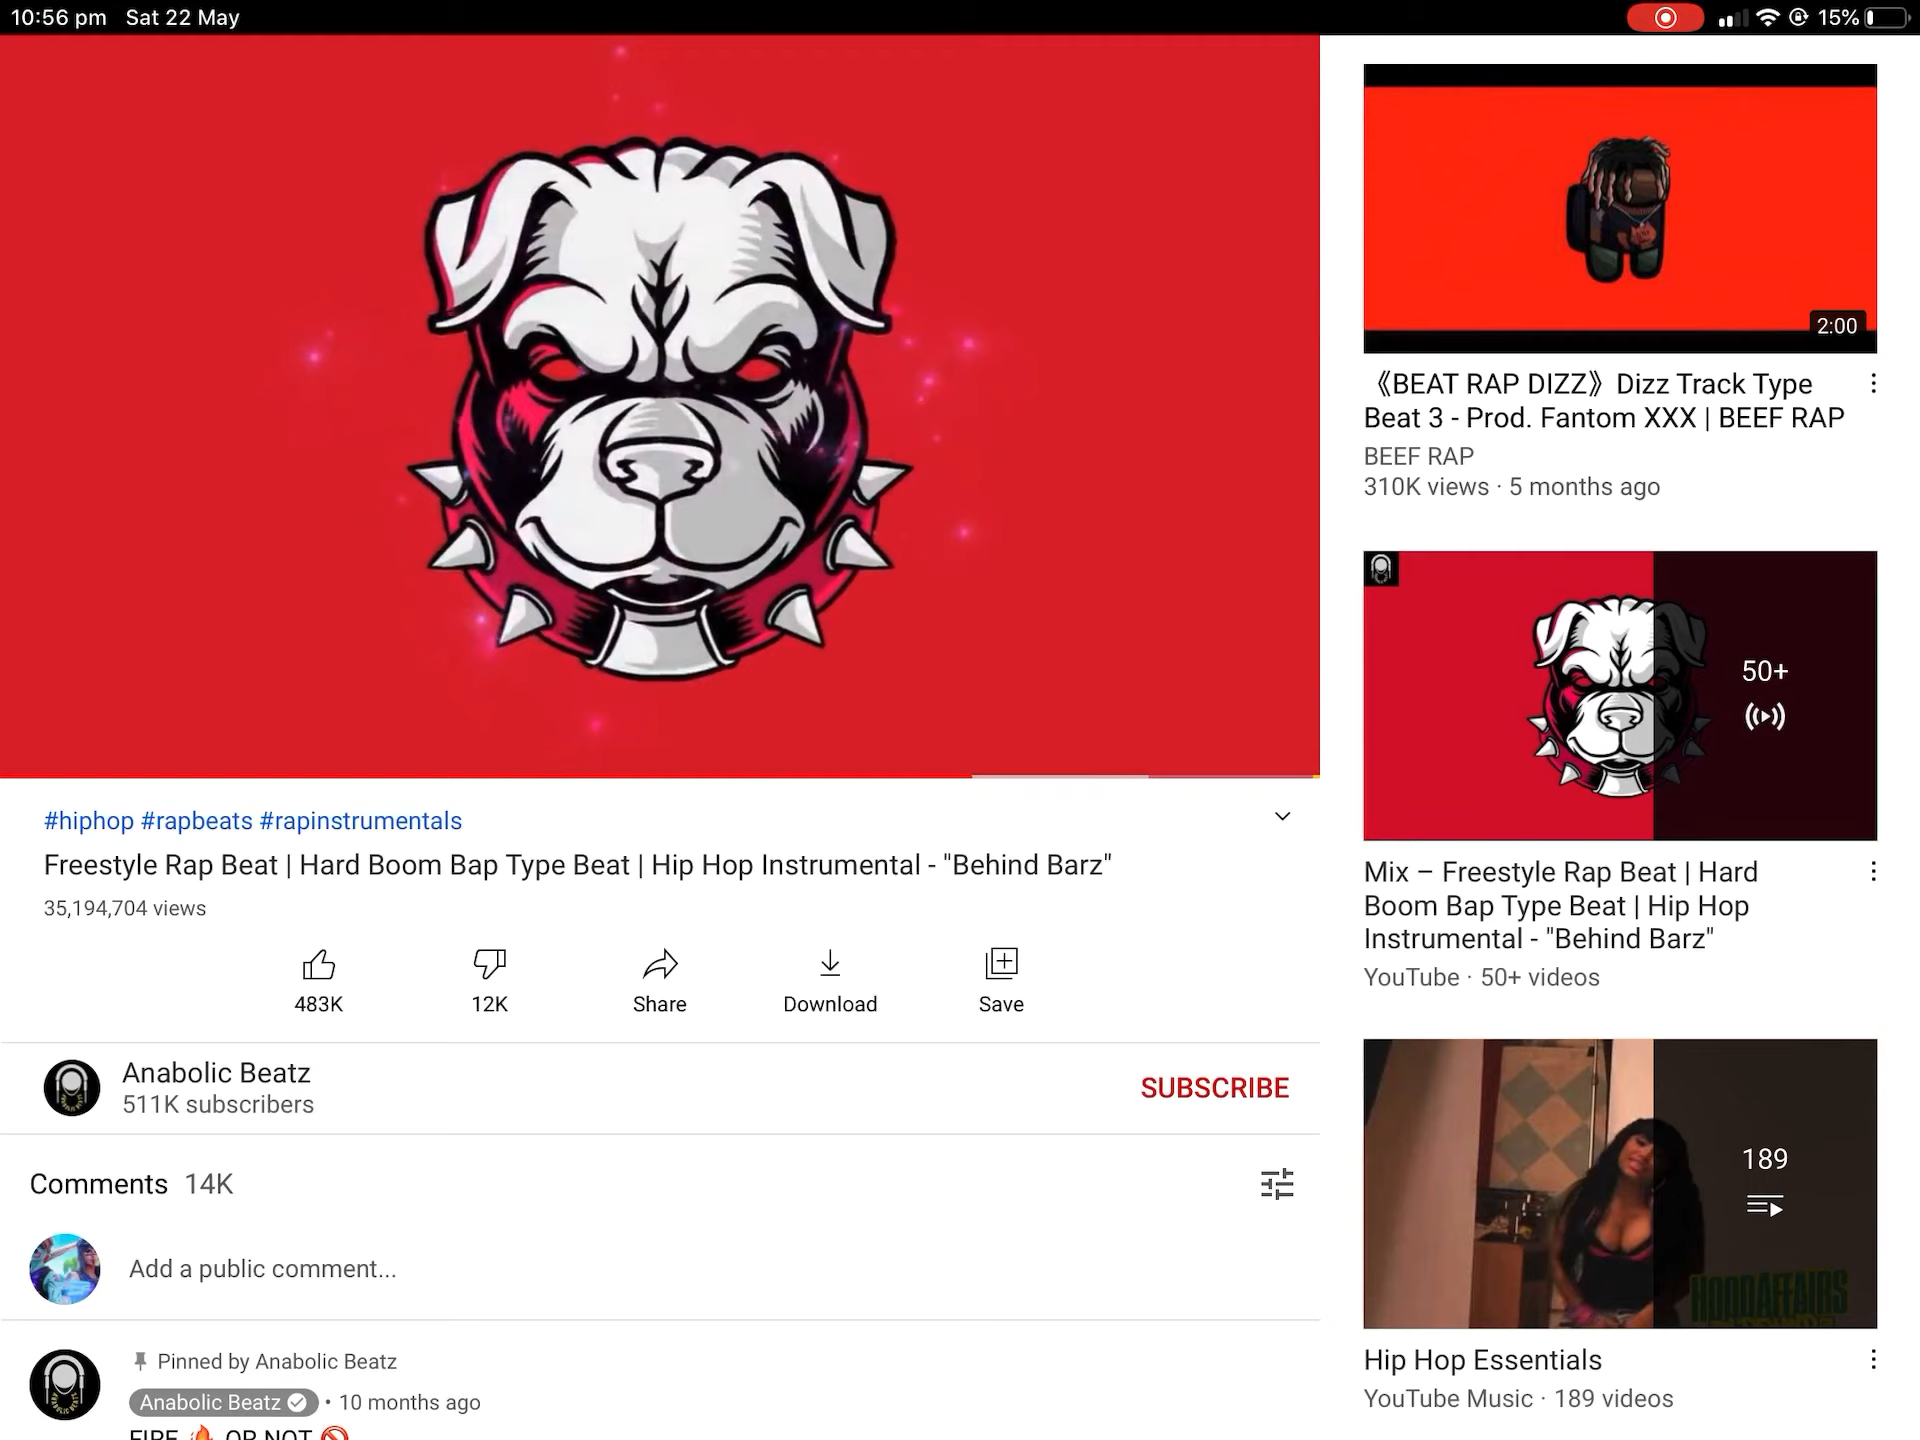 10:56 pm Sat 22 May
15%
2:00
《BEAT RAP DIZZ》Dizz Track Type
Beat 3 - Prod. Fantom XXX | BEEF RAP
BEEF RAP
310K views · 5 months ago
50+
Mix – Freestyle Rap Beat | Hard
Boom Bap Type Beat | Hip Hop
Instrumental - "Behind Barz"
YouTube · 50+ videos
189
HOODAFFAIRS
Hip Hop Essentials
YouTube Music · 189 videos
#hiphop #rapbeats #rapinstrumentals
Freestyle Rap Beat | Hard Boom Bap Type Beat | Hip Hop Instrumental - "Behind Barz"
35,194,704 views
483K 12K Share Download Save
Anabolic Beatz
511K subscribers
SUBSCRIBE
Comments 14K
Add a public comment...
Pinned by Anabolic Beatz
Anabolic Beatz • 10 months ago
FIRE 🔥 OR NOT 🚫